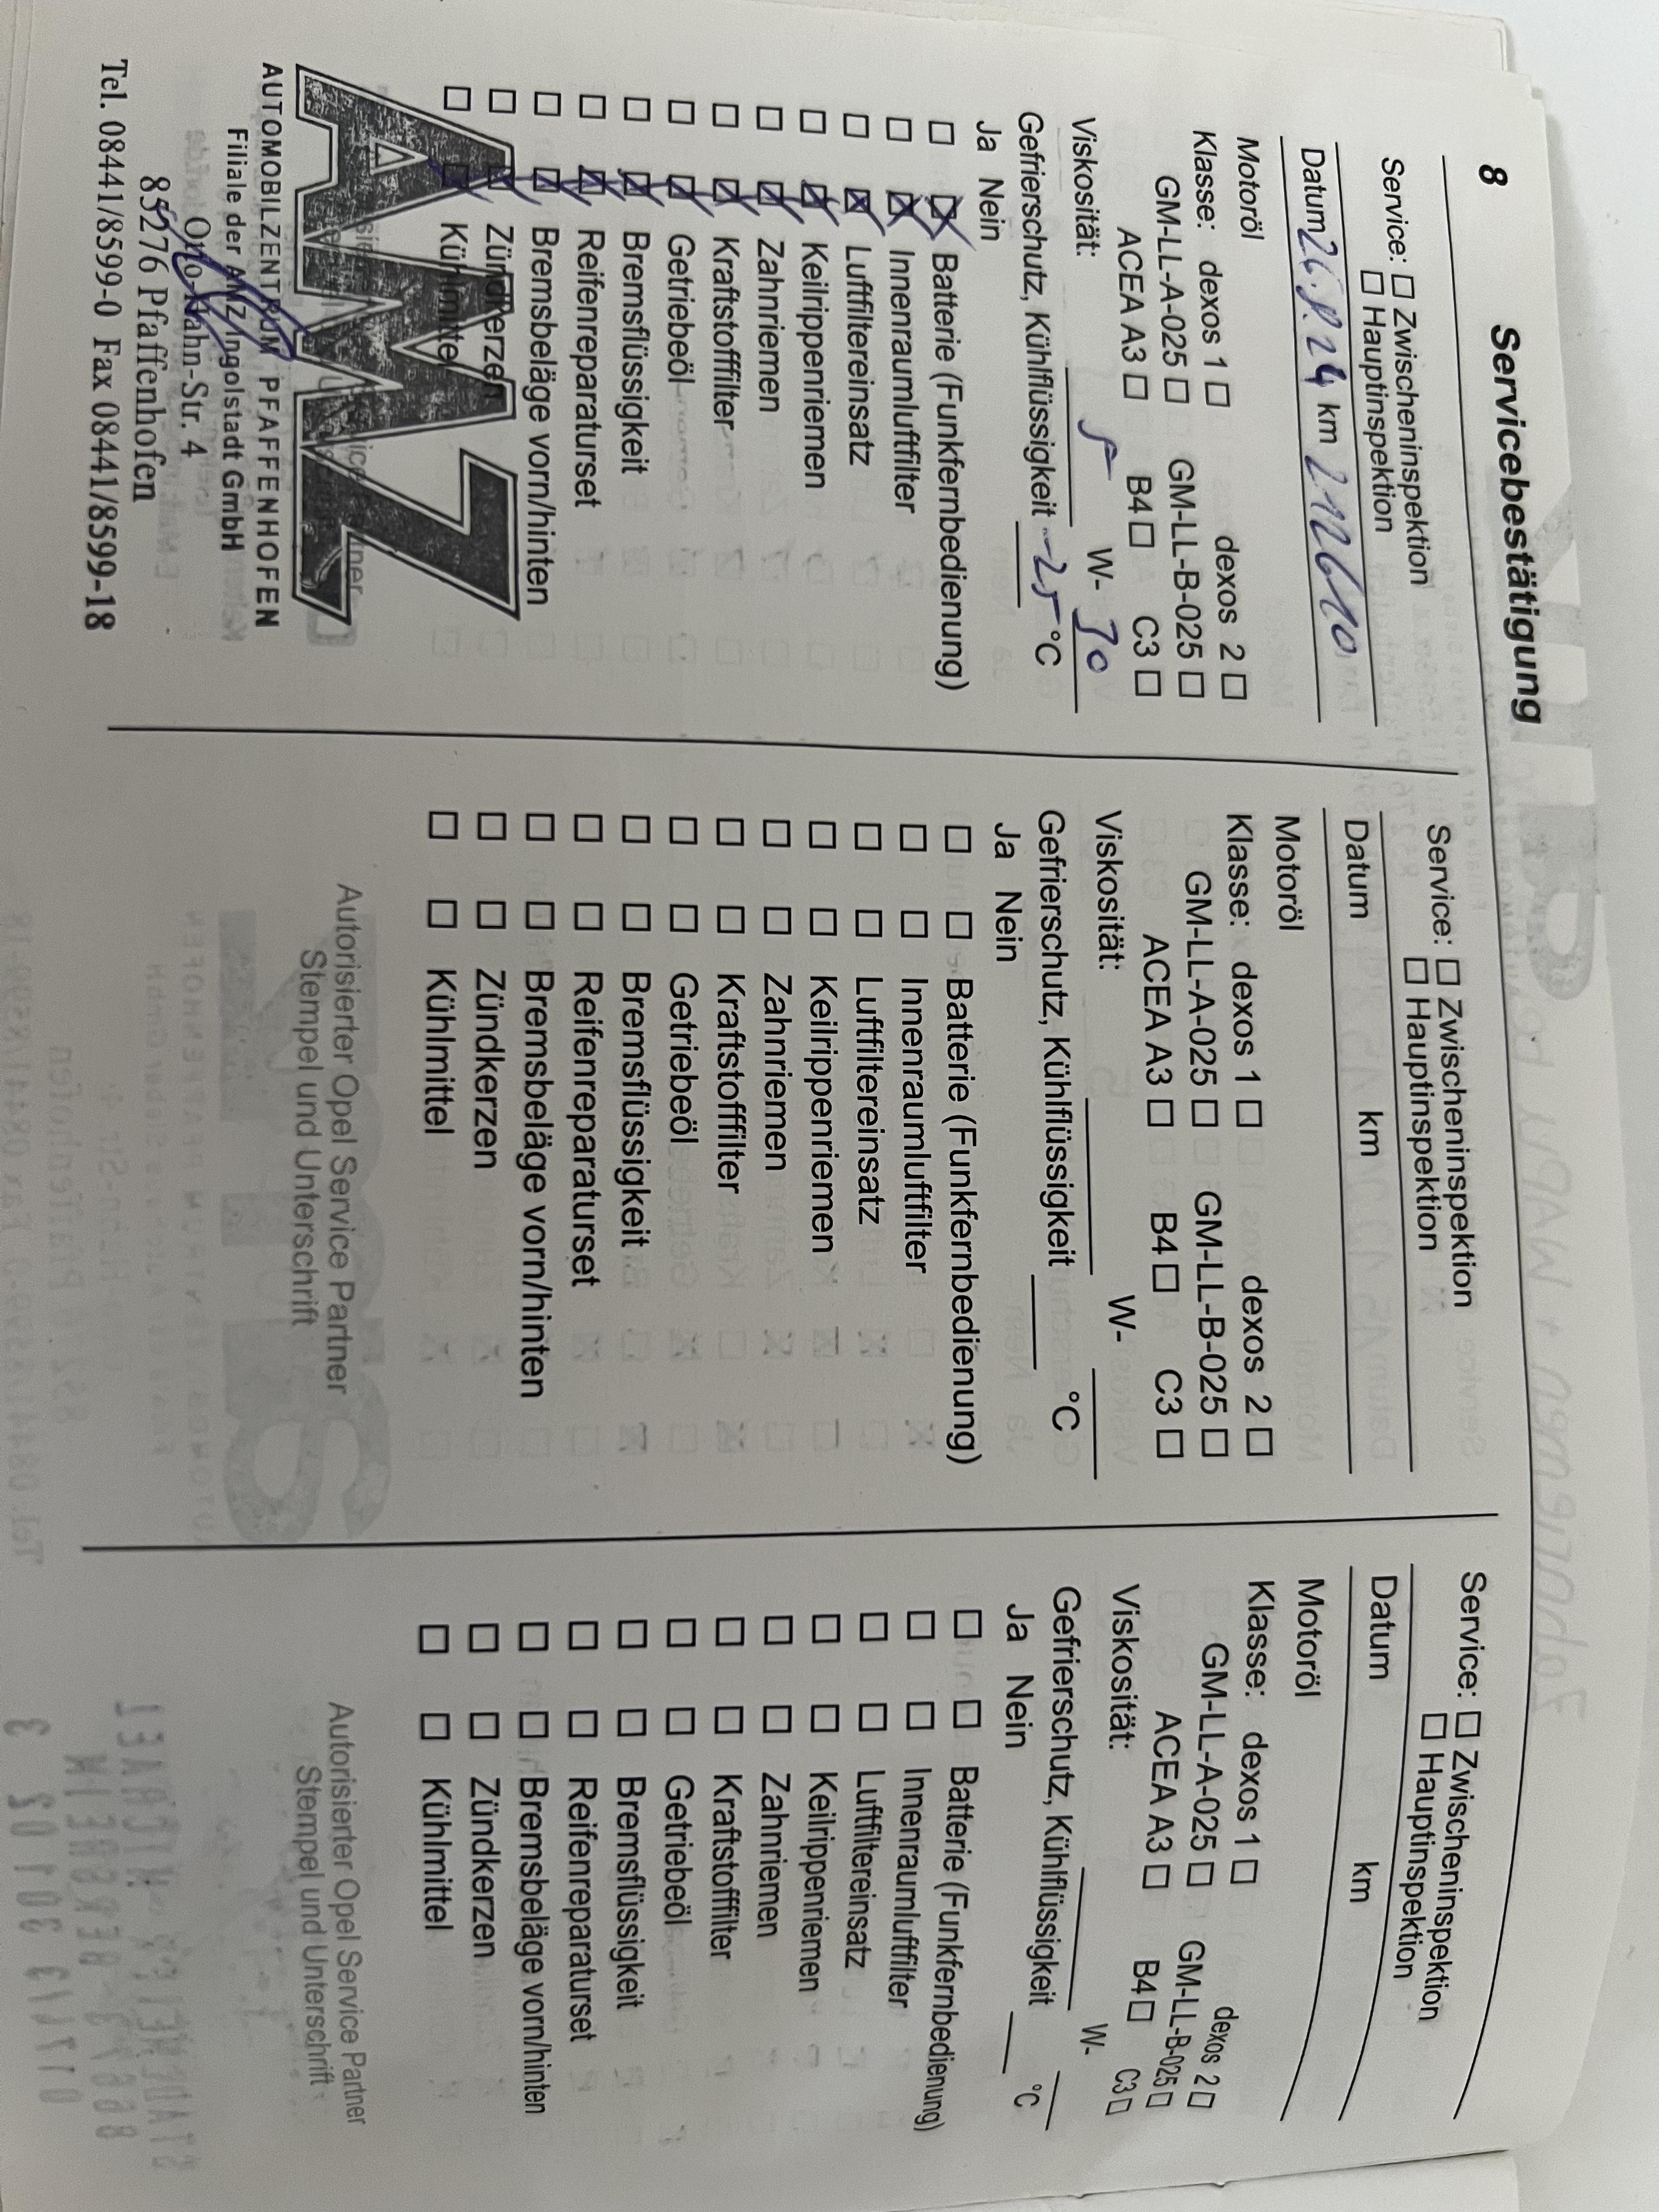 8 Servicebestätigung
Service: ☐ Zwischeninspektion
☐ Hauptinspektion
Datum 26.8.24 km
Motoröl
Klasse: dexos 1 ☐ dexos 2 ☐
GM-LL-A-025 ☐ GM-LL-B-025 ☐
ACEA A3 ☐ B4 ☐ C3 ☐
Viskosität: 5 W- 30
Gefrierschutz, Kühlflüssigkeit -25 °C
Ja Nein
☐ ☒ Batterie (Funkfernbedienung)
☐ ☒ Innenraumluftfilter
☐ ☒ Luftfiltereinsatz
☐ ☒ Keilrippenriemen
☐ ☒ Zahnriemen
☐ ☒ Kraftstofffilter
☐ ☒ Getriebeöl
☐ ☒ Bremsflüssigkeit
☐ ☒ Reifenreparaturset
☐ ☒ Bremsbeläge vorn/hinten
☐ ☒ Zündkerzen
☐ ☒ Kühlmittel
AMZ
AUTOMOBILZENTRUM PFAFFENHOFEN
Filiale der AMZ Ingolstadt GmbH
Otto-Hahn-Str. 4
85276 Pfaffenhofen
Tel. 08441/8599-0 Fax 08441/8599-18
Service: ☐ Zwischeninspektion
☐ Hauptinspektion
Datum km
Motoröl
Klasse: dexos 1 ☐ dexos 2 ☐
GM-LL-A-025 ☐ GM-LL-B-025 ☐
ACEA A3 ☐ B4 ☐ C3 ☐
Viskosität: W-
Gefrierschutz, Kühlflüssigkeit °C
Ja Nein
☐ ☐ Batterie (Funkfernbedienung)
☐ ☐ Innenraumluftfilter
☐ ☐ Luftfiltereinsatz
☐ ☐ Keilrippenriemen
☐ ☐ Zahnriemen
☐ ☐ Kraftstofffilter
☐ ☐ Getriebeöl
☐ ☐ Bremsflüssigkeit
☐ ☐ Reifenreparaturset
☐ ☐ Bremsbeläge vorn/hinten
☐ ☐ Zündkerzen
☐ ☐ Kühlmittel
Autorisierter Opel Service Partner
Stempel und Unterschrift
Service: ☐ Zwischeninspektion
☐ Hauptinspektion
Datum km
Motoröl
Klasse: dexos 1 ☐ dexos 2 ☐
GM-LL-A-025 ☐ GM-LL-B-025 ☐
ACEA A3 ☐ B4 ☐ C3 ☐
Viskosität: W-
Gefrierschutz, Kühlflüssigkeit °C
Ja Nein
☐ ☐ Batterie (Funkfernbedienung)
☐ ☐ Innenraumluftfilter
☐ ☐ Luftfiltereinsatz
☐ ☐ Keilrippenriemen
☐ ☐ Zahnriemen
☐ ☐ Kraftstofffilter
☐ ☐ Getriebeöl
☐ ☐ Bremsflüssigkeit
☐ ☐ Reifenreparaturset
☐ ☐ Bremsbeläge vorn/hinten
☐ ☐ Zündkerzen
☐ ☐ Kühlmittel
Autorisierter Opel Service Partner
Stempel und Unterschrift